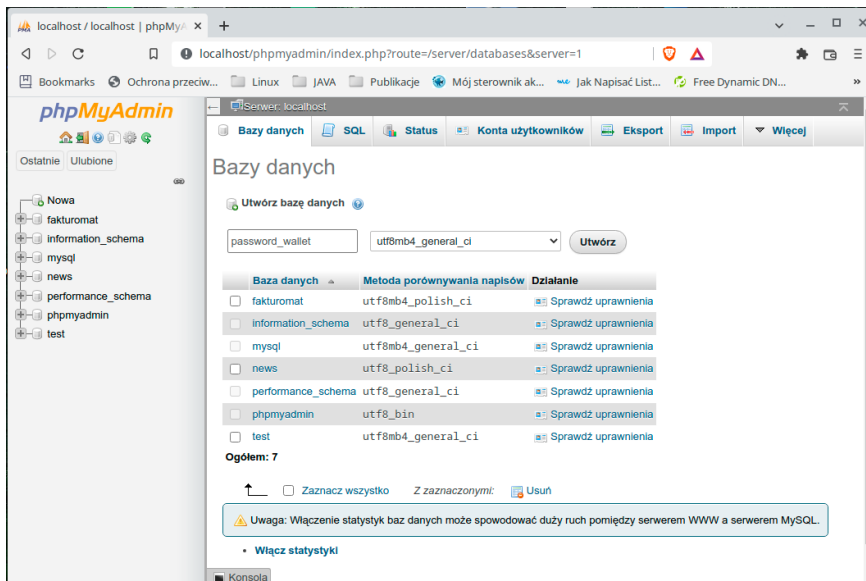 localhost / localhost | phpMyA
localhost/phpmyadmin/index.php?route=/server/databases&server=1
Bookmarks Ochrona przeciw... Linux JAVA Publikacje Mój sterownik ak... Jak Napisać List... Free Dynamic DN... »
phpMyAdmin
Ostatnie Ulubione
Nowa
fakturomat
information_schema
mysql
news
performance_schema
phpmyadmin
test
Serwer: localhost
Bazy danych SQL Status Konta użytkowników Eksport Import Więcej
Bazy danych
Utwórz bazę danych
password_wallet utf8mb4_general_ci Utwórz
Baza danych Metoda porównywania napisów Działanie
fakturomat utf8mb4_polish_ci Sprawdź uprawnienia
information_schema utf8_general_ci Sprawdź uprawnienia
mysql utf8mb4_general_ci Sprawdź uprawnienia
news utf8_polish_ci Sprawdź uprawnienia
performance_schema utf8_general_ci Sprawdź uprawnienia
phpmyadmin utf8_bin Sprawdź uprawnienia
test utf8mb4_general_ci Sprawdź uprawnienia
Ogółem: 7
Zaznacz wszystko Z zaznaczonymi: Usuń
Uwaga: Włączenie statystyk baz danych może spowodować duży ruch pomiędzy serwerem WWW a serwerem MySQL.
• Włącz statystyki
Konsola